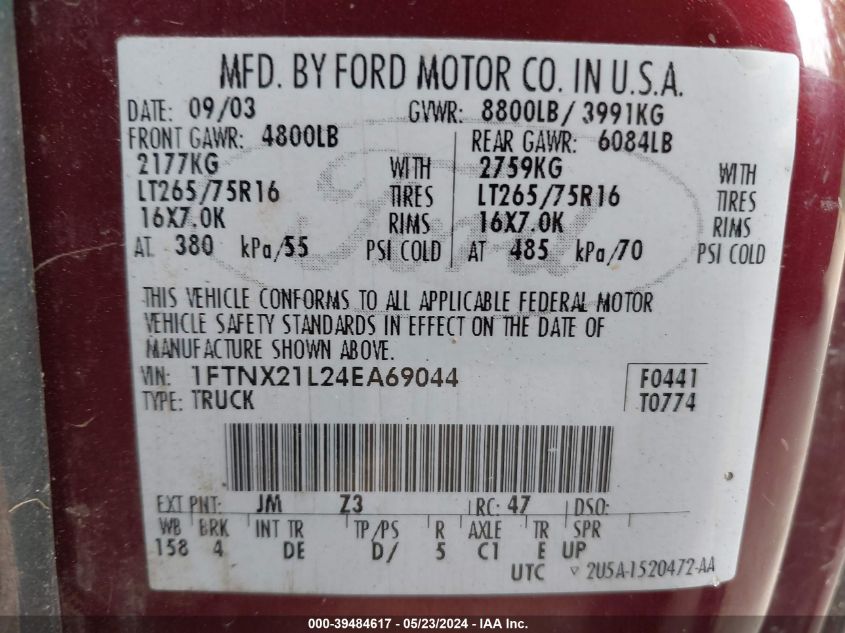 MFD. BY FORD MOTOR CO. IN U.S.A.
DATE: 09/03 GVWR: 8800LB/ 3991KG
FRONT GAWR: 4800LB REAR GAWR: 6084LB
2177KG WITH 2759KG WITH
LT265/75R16 TIRES LT265/75R16 TIRES
16X7.0K RIMS 16X7.0K RIMS
AT 380 kPa/55 PSI COLD AT 485 kPa/70 PSI COLD
Ford
THIS VEHICLE CONFORMS TO ALL APPLICABLE FEDERAL MOTOR
VEHICLE SAFETY STANDARDS IN EFFECT ON THE DATE OF
MANUFACTURE SHOWN ABOVE.
VIN: 1FTNX21L24EA69044 F0441
TYPE: TRUCK T0774
EXT PNT: JM Z3 RC: 47 DSO:
WB BRK INT TR TP/PS R AXLE TR SPR
158 4 DE D/ 5 C1 E UP
UTC ▽ 2U5A-1520472-AA
000-39484617 - 05/23/2024 - IAAI.com - Copyright © 2024 IAA, Inc.